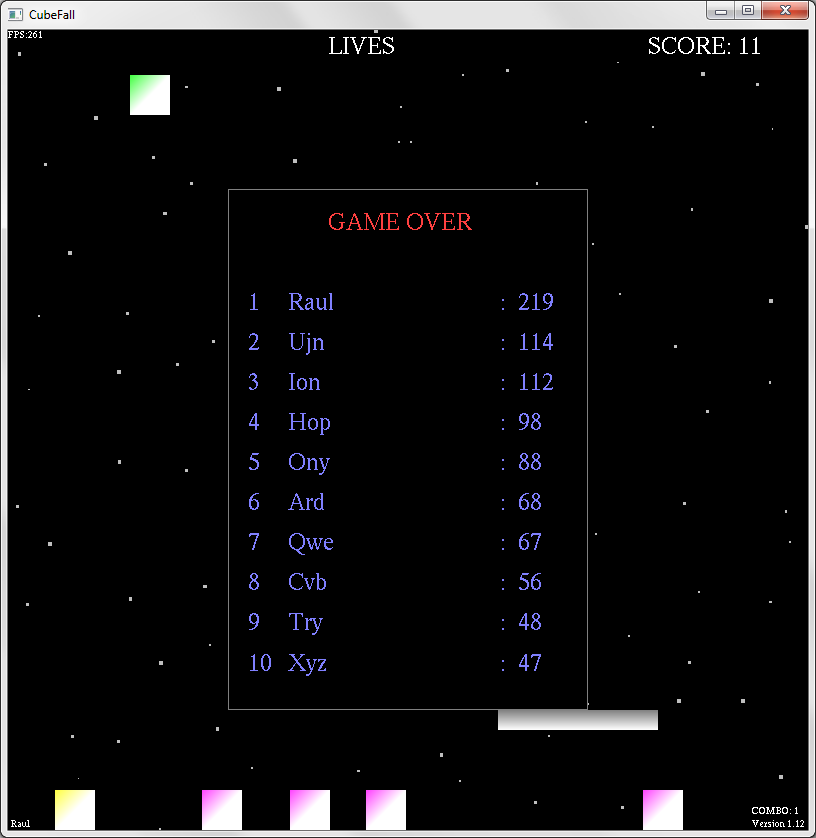 CubeFall
FPS:261
LIVES SCORE: 11
GAME OVER
1 Raul : 219
2 Ujn : 114
3 Ion : 112
4 Hop : 98
5 Ony : 88
6 Ard : 68
7 Qwe : 67
8 Cvb : 56
9 Try : 48
10 Xyz : 47
COMBO: 1
Raul Version 1.12